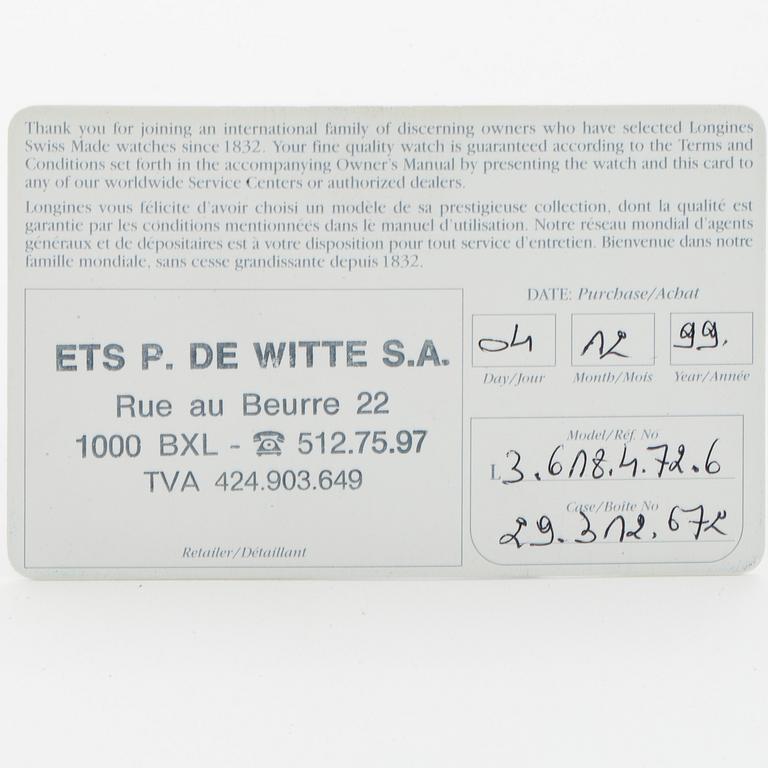 Thank you for joining an international family of discerning owners who have selected Longines
Swiss Made watches since 1832. Your fine quality watch is guaranteed according to the Terms and
Conditions set forth in the accompanying Owner's Manual by presenting the watch and this card to
any of our worldwide Service Centers or authorized dealers.
Longines vous félicite d'avoir choisi un modèle de sa prestigieuse collection, dont la qualité est
garantie par les conditions mentionnées dans le manuel d'utilisation. Notre réseau mondial d'agents
généraux et de dépositaires est à votre disposition pour tout service d'entretien. Bienvenue dans notre
famille mondiale, sans cesse grandissante depuis 1832.
ETS P. DE WITTE S.A.
Rue au Beurre 22
1000 BXL - ☎ 512.75.97
TVA 424.903.649
Retailer/Détaillant
DATE: Purchase/Achat
04 12 99.
Day/Jour Month/Mois Year/Année
Model/Réf. No
L3.618.4.72.6
Case/Boîte No
29.312.672